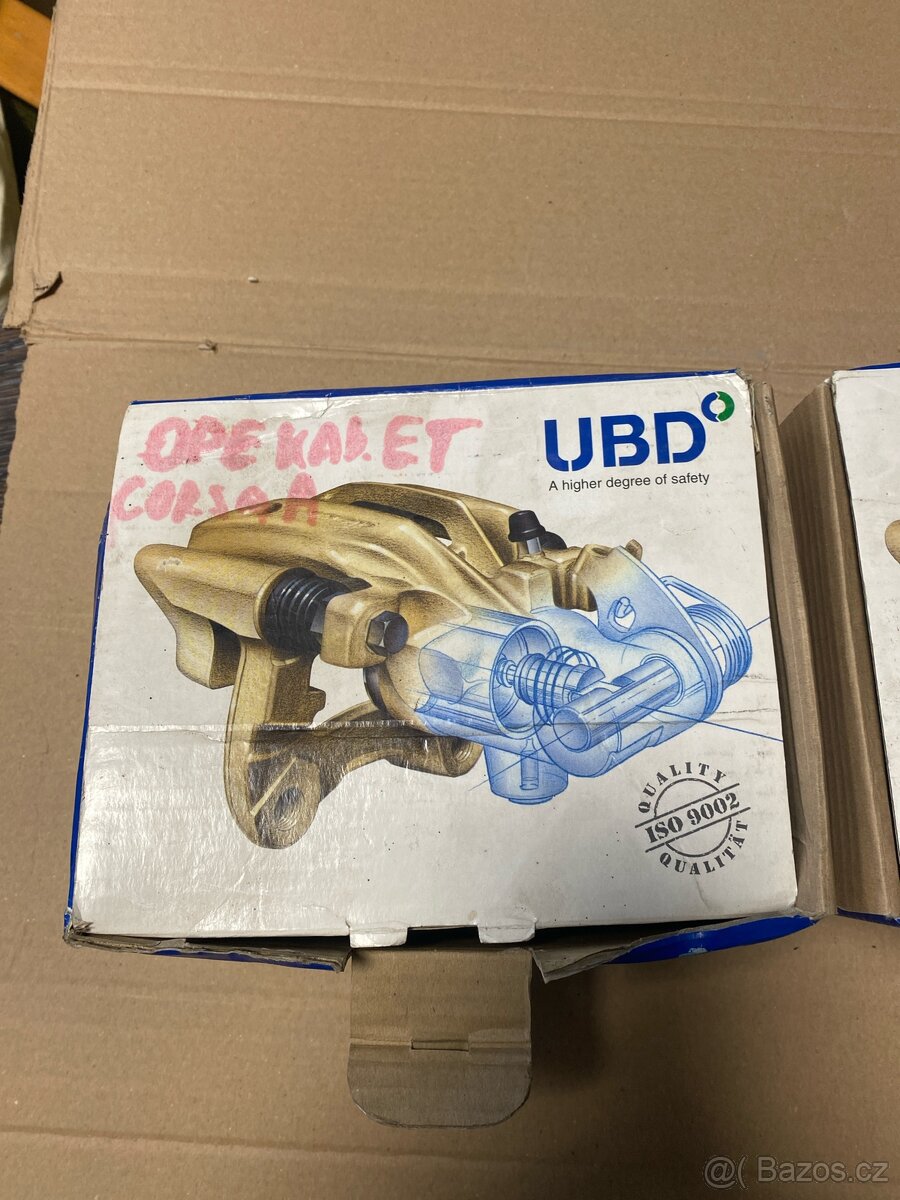 OPE KAD.ET
CORSA A
UBD
A higher degree of safety
QUALITY
ISO 9002
QUALITÄT
@( Bazos.cz